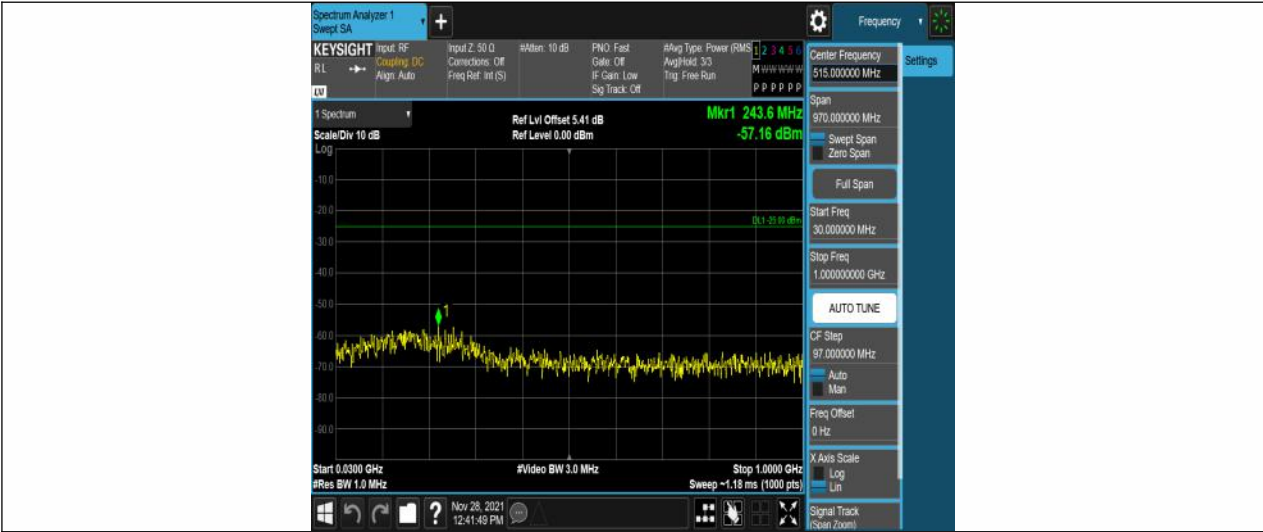 Spectrum Analyzer 1
Swept SA
+
Frequency
KEYSIGHT
RL
Input: RF
Coupling: DC
Align: Auto
Input Z: 50 Ω
Corrections: Off
Freq Ref: Int (S)
#Atten: 10 dB
PNO: Fast
Gate: Off
IF Gain: Low
Sig Track: Off
#Avg Type: Power (RMS
Avg|Hold: 3/3
Trig: Free Run
1 2 3 4 5 6
M W W W W W
P P P P P P
1 Spectrum
Scale/Div 10 dB
Ref Lvl Offset 5.41 dB
Ref Level 0.00 dBm
Mkr1 243.6 MHz
-57.16 dBm
Log
-10.0
-20.0
-30.0
-40.0
-50.0
-60.0
-70.0
-80.0
-90.0
DL1 -25.00 dBm
1
Start 0.0300 GHz
#Res BW 1.0 MHz
#Video BW 3.0 MHz
Stop 1.0000 GHz
Sweep ~1.18 ms (1000 pts)
?
Nov 28, 2021
12:41:49 PM
Center Frequency
515.000000 MHz
Settings
Span
970.000000 MHz
Swept Span
Zero Span
Full Span
Start Freq
30.000000 MHz
Stop Freq
1.000000000 GHz
AUTO TUNE
CF Step
97.000000 MHz
Auto
Man
Freq Offset
0 Hz
X Axis Scale
Log
Lin
Signal Track
(Span Zoom)